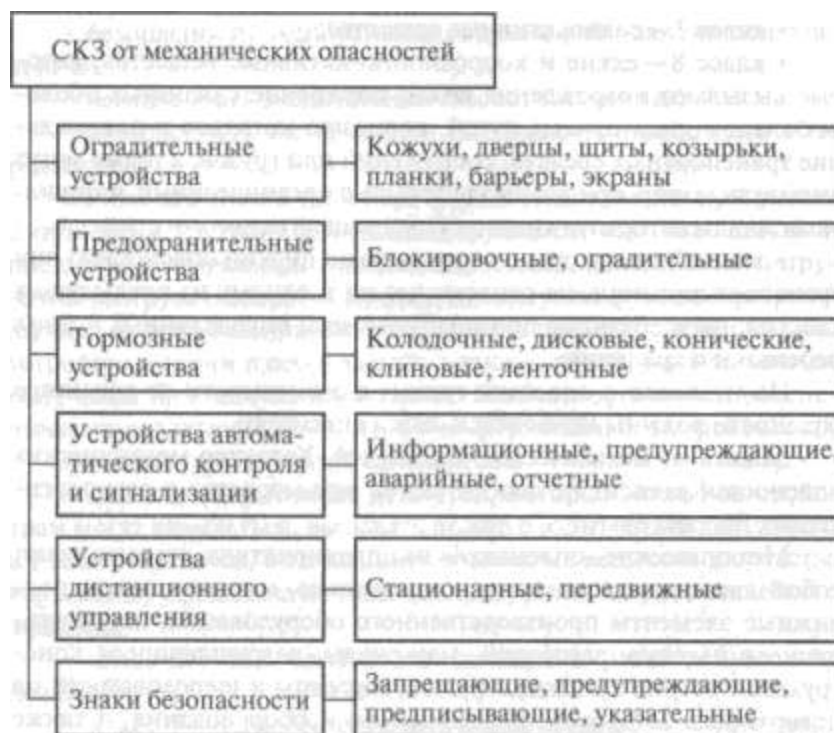 СКЗ от механических опасностей
Оградительные
устройства
Кожухи, дверцы, щиты, козырьки,
планки, барьеры, экраны
Предохранительные
устройства
Блокировочные, оградительные
Тормозные
устройства
Колодочные, дисковые, конические,
клиновые, ленточные
Устройства автома-
тического контроля
и сигнализации
Информационные, предупреждающие,
аварийные, отчетные
Устройства
дистанционного
управления
Стационарные, передвижные
Знаки безопасности
Запрещающие, предупреждающие,
предписывающие, указательные